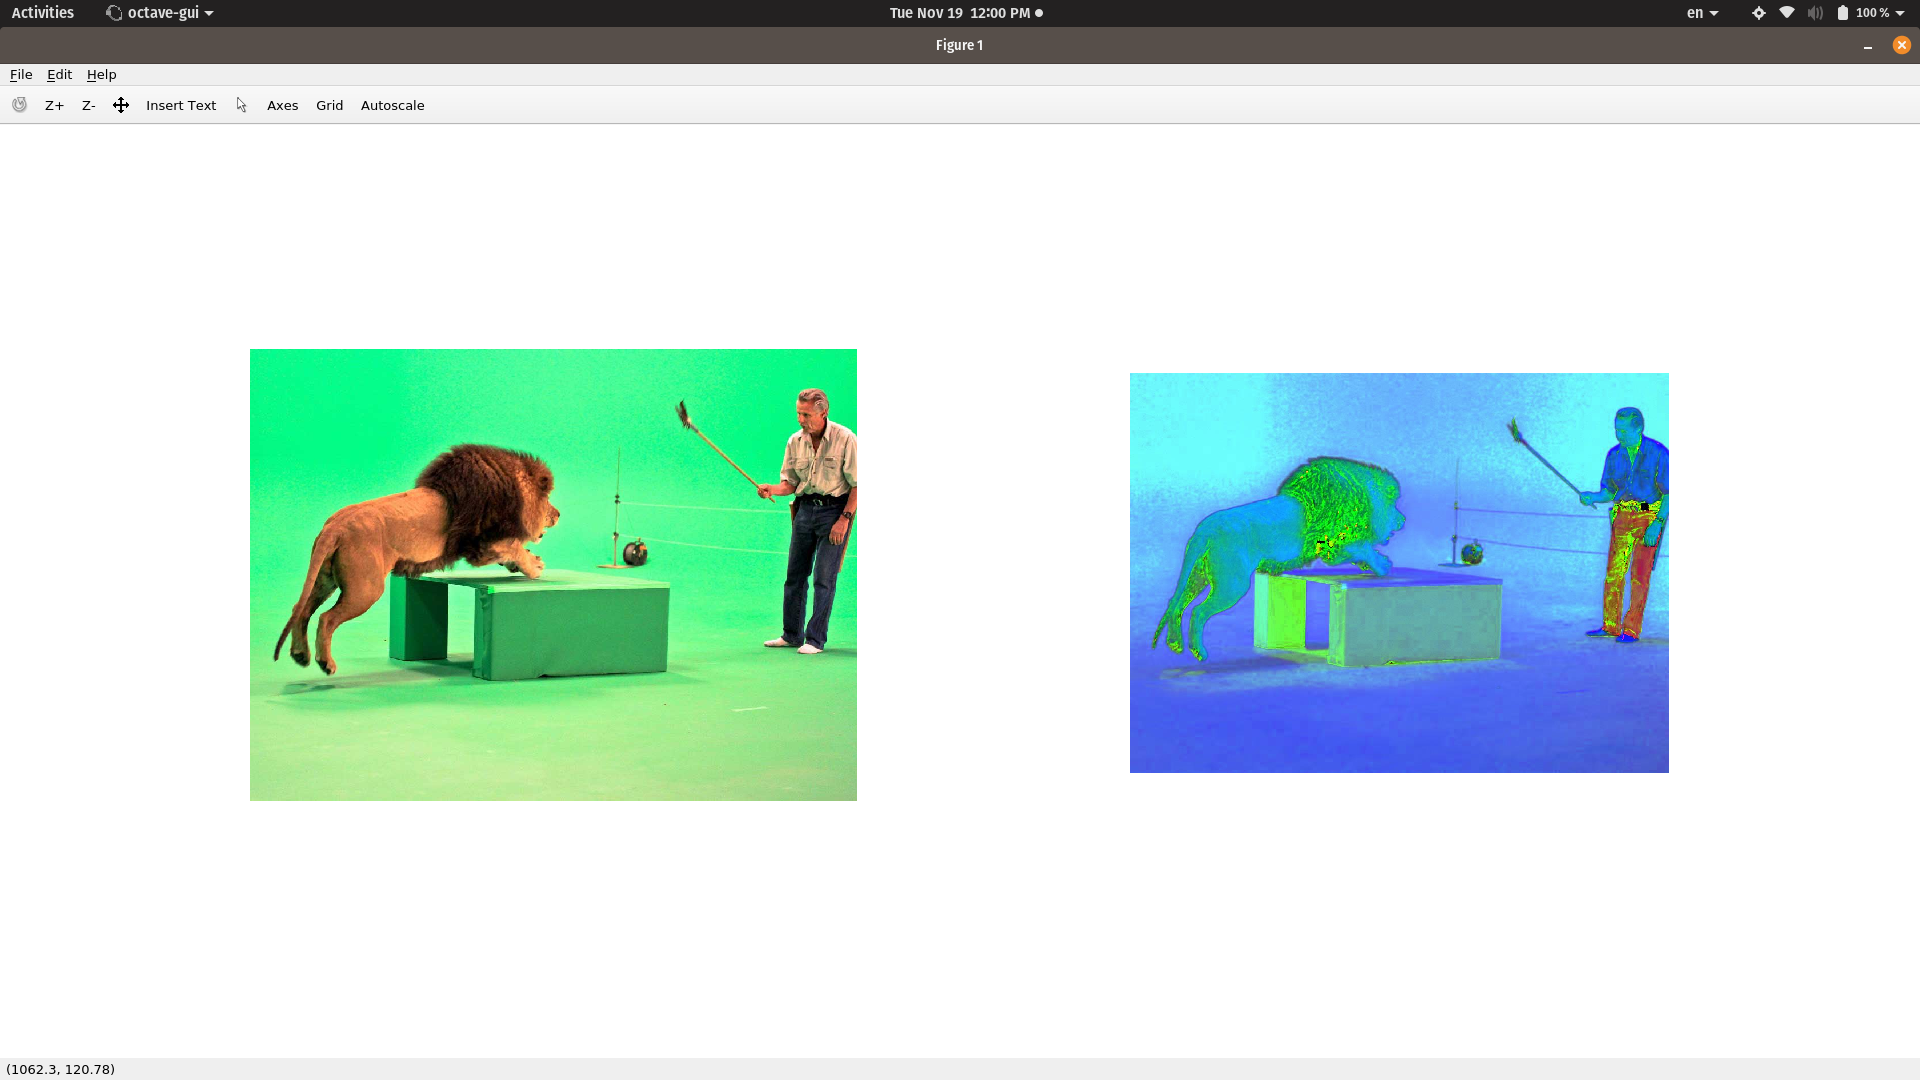 Activities octave-gui Tue Nov 19 12:00 PM en 100 %
Figure 1
File Edit Help
Z+ Z- Insert Text Axes Grid Autoscale
(1062.3, 120.78)